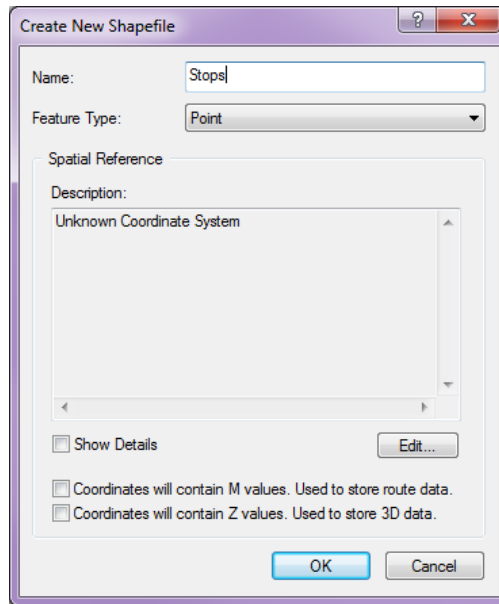 Create New Shapefile
Name: Stops
Feature Type: Point
Spatial Reference
Description:
Unknown Coordinate System
Show Details
Edit...
Coordinates will contain M values. Used to store route data.
Coordinates will contain Z values. Used to store 3D data.
OK Cancel